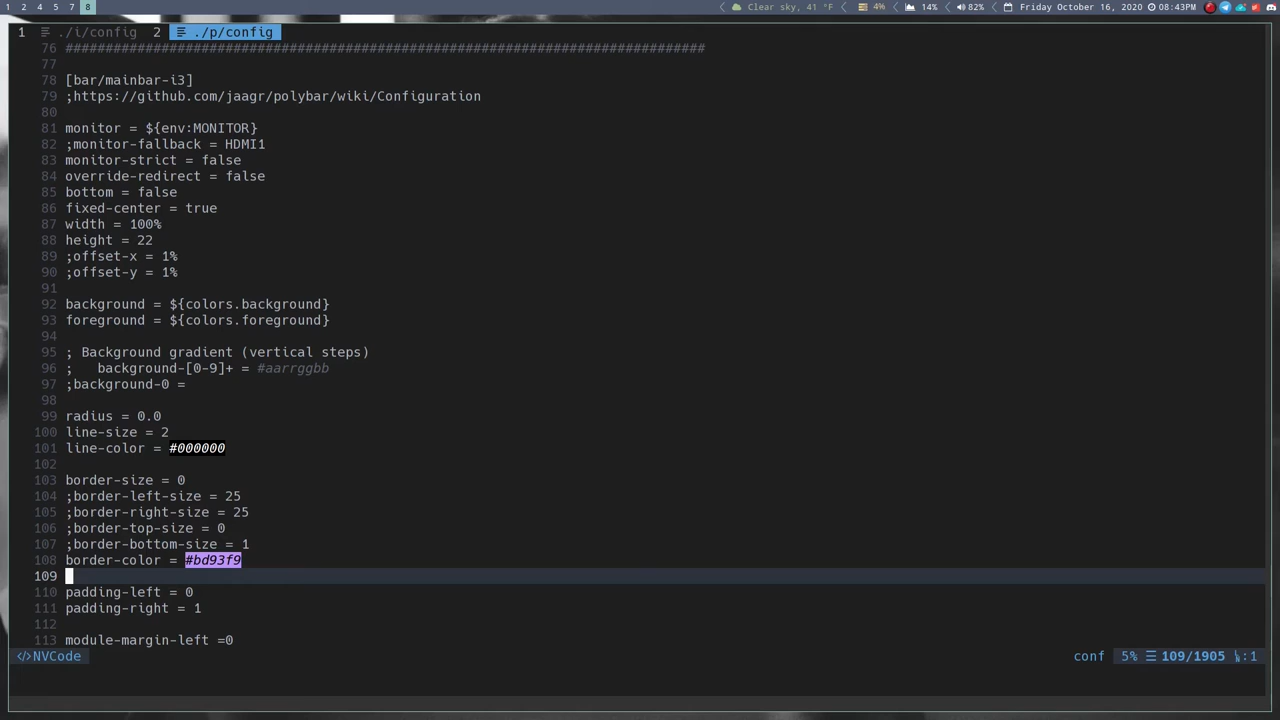 1 2 4 5 7 8 Clear sky, 41 °F 4% 14% 82% Friday October 16, 2020 08:43PM
1 ./i/config 2 ./p/config
76 ################################################################################
77
78 [bar/mainbar-i3]
79 ;https://github.com/jaagr/polybar/wiki/Configuration
80
81 monitor = ${env:MONITOR}
82 ;monitor-fallback = HDMI1
83 monitor-strict = false
84 override-redirect = false
85 bottom = false
86 fixed-center = true
87 width = 100%
88 height = 22
89 ;offset-x = 1%
90 ;offset-y = 1%
91
92 background = ${colors.background}
93 foreground = ${colors.foreground}
94
95 ; Background gradient (vertical steps)
96 ;   background-[0-9]+ = #aarrggbb
97 ;background-0 =
98
99 radius = 0.0
100 line-size = 2
101 line-color = #000000
102
103 border-size = 0
104 ;border-left-size = 25
105 ;border-right-size = 25
106 ;border-top-size = 0
107 ;border-bottom-size = 1
108 border-color = #bd93f9
109
110 padding-left = 0
111 padding-right = 1
112
113 module-margin-left =0
</>NVCode conf 5% ☰ 109/1905 :1